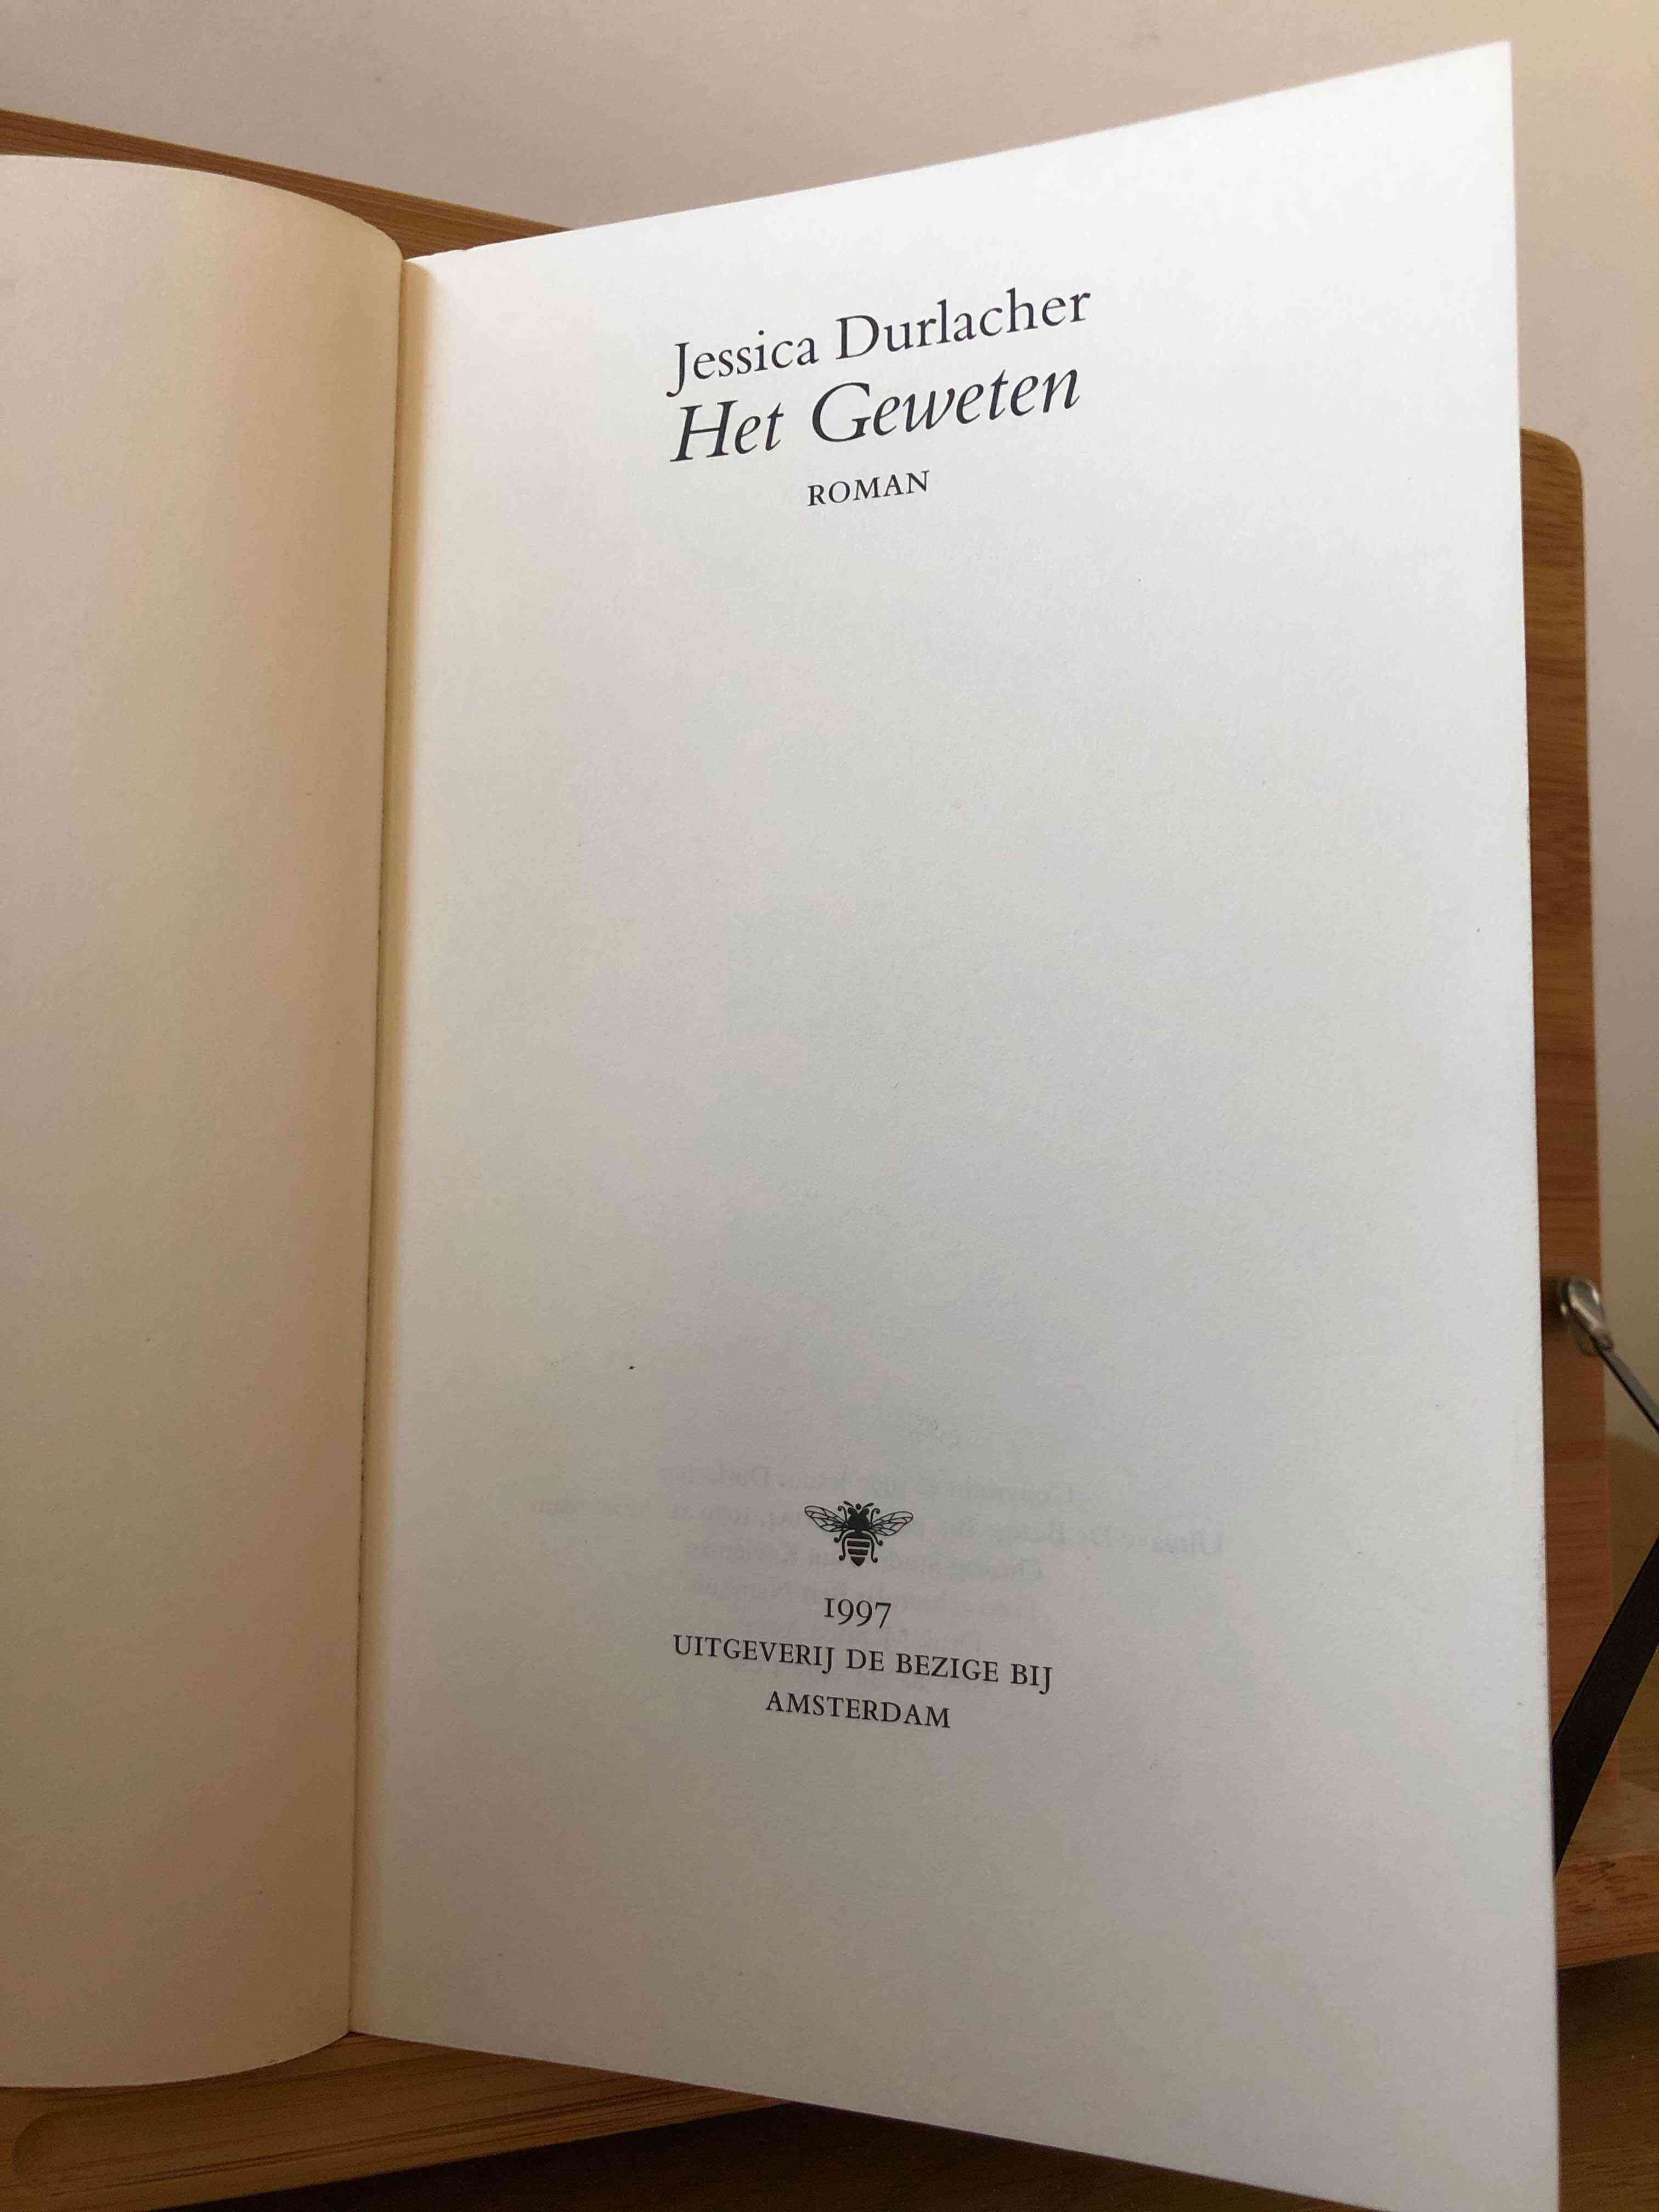 Jessica Durlacher
Het Geweten
ROMAN
1997
UITGEVERIJ DE BEZIGE BIJ
AMSTERDAM